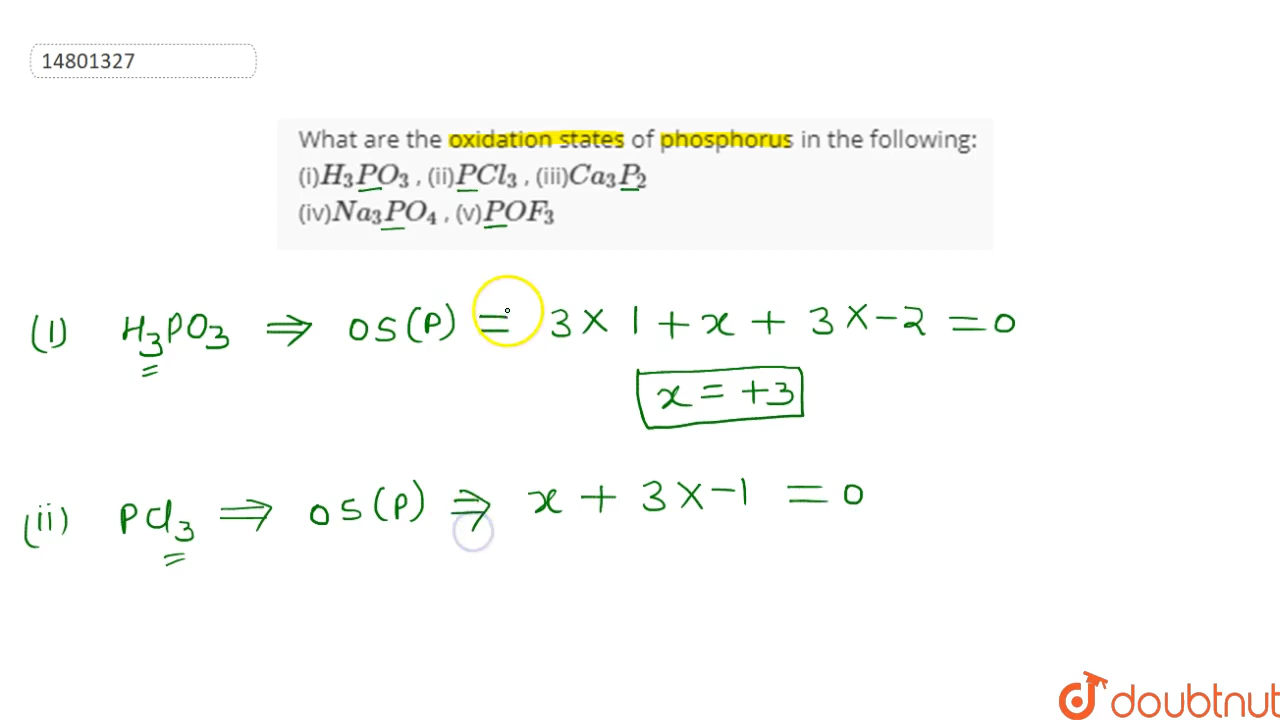 14801327
What are the oxidation states of phosphorus in the following:
(i)H₃PO₃ , (ii)PCl₃ , (iii)Ca₃P₂
(iv)Na₃PO₄ , (v)POF₃
(1) H₃PO₃ ⇒ OS(P) = 3 × 1 + x + 3 × -2 = 0
x = +3
(ii) PCl₃ ⇒ OS(P) ⇒ x + 3 × -1 = 0
doubtnut